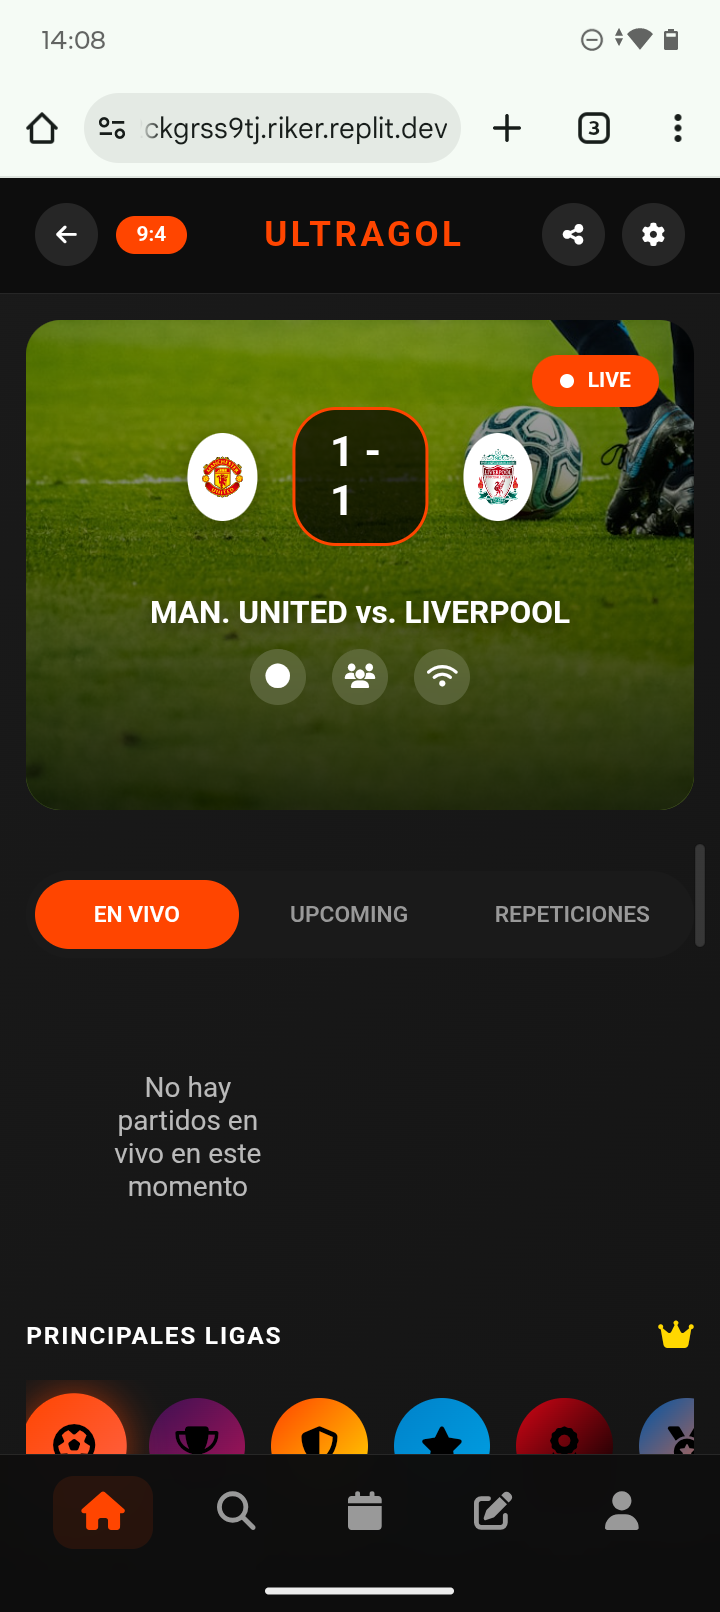 14:08
ckgrss9tj.riker.replit.dev
3
9:4
ULTRAGOL
LIVE
1 -
1
MAN. UNITED vs. LIVERPOOL
EN VIVO
UPCOMING
REPETICIONES
No hay
partidos en
vivo en este
momento
PRINCIPALES LIGAS